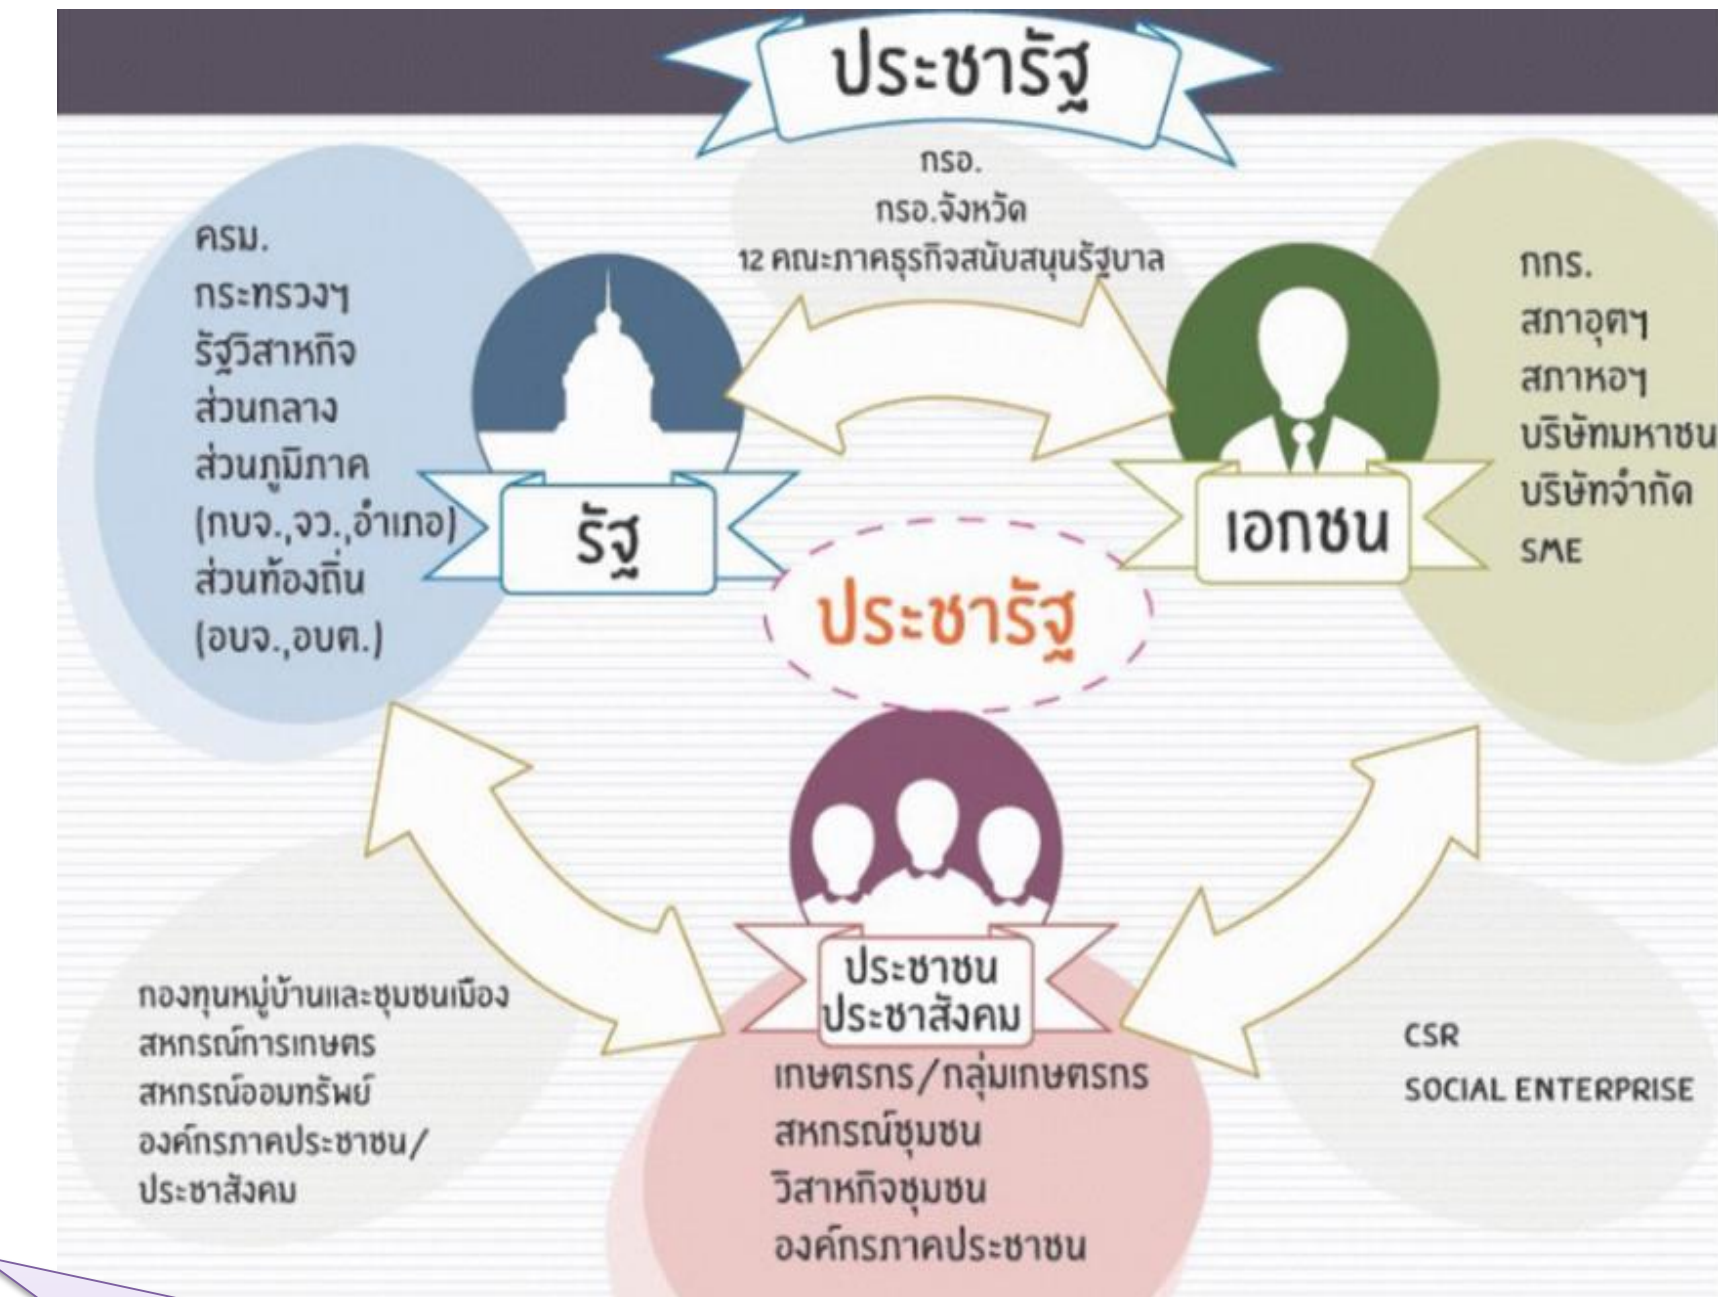 ประชารัฐ
กรอ.
กรอ.จังหวัด
12 คณะภาคธุรกิจสนับสนุนรัฐบาล
ครม.
กระทรวงฯ
รัฐวิสาหกิจ
ส่วนกลาง
ส่วนภูมิภาค
(กบจ.,จว.,อำเภอ)
ส่วนท้องถิ่น
(อบจ.,อบต.)
รัฐ
กกร.
สภาอุตฯ
สภาหอฯ
บริษัทมหาชน
บริษัทจำกัด
SME
เอกชน
ประชารัฐ
ประชาชน
ประชาสังคม
เกษตรกร/กลุ่มเกษตรกร
สหกรณ์ชุมชน
วิสาหกิจชุมชน
องค์กรภาคประชาชน
กองทุนหมู่บ้านและชุมชนเมือง
สหกรณ์การเกษตร
สหกรณ์ออมทรัพย์
องค์กรภาคประชาชน/
ประชาสังคม
CSR
SOCIAL ENTERPRISE